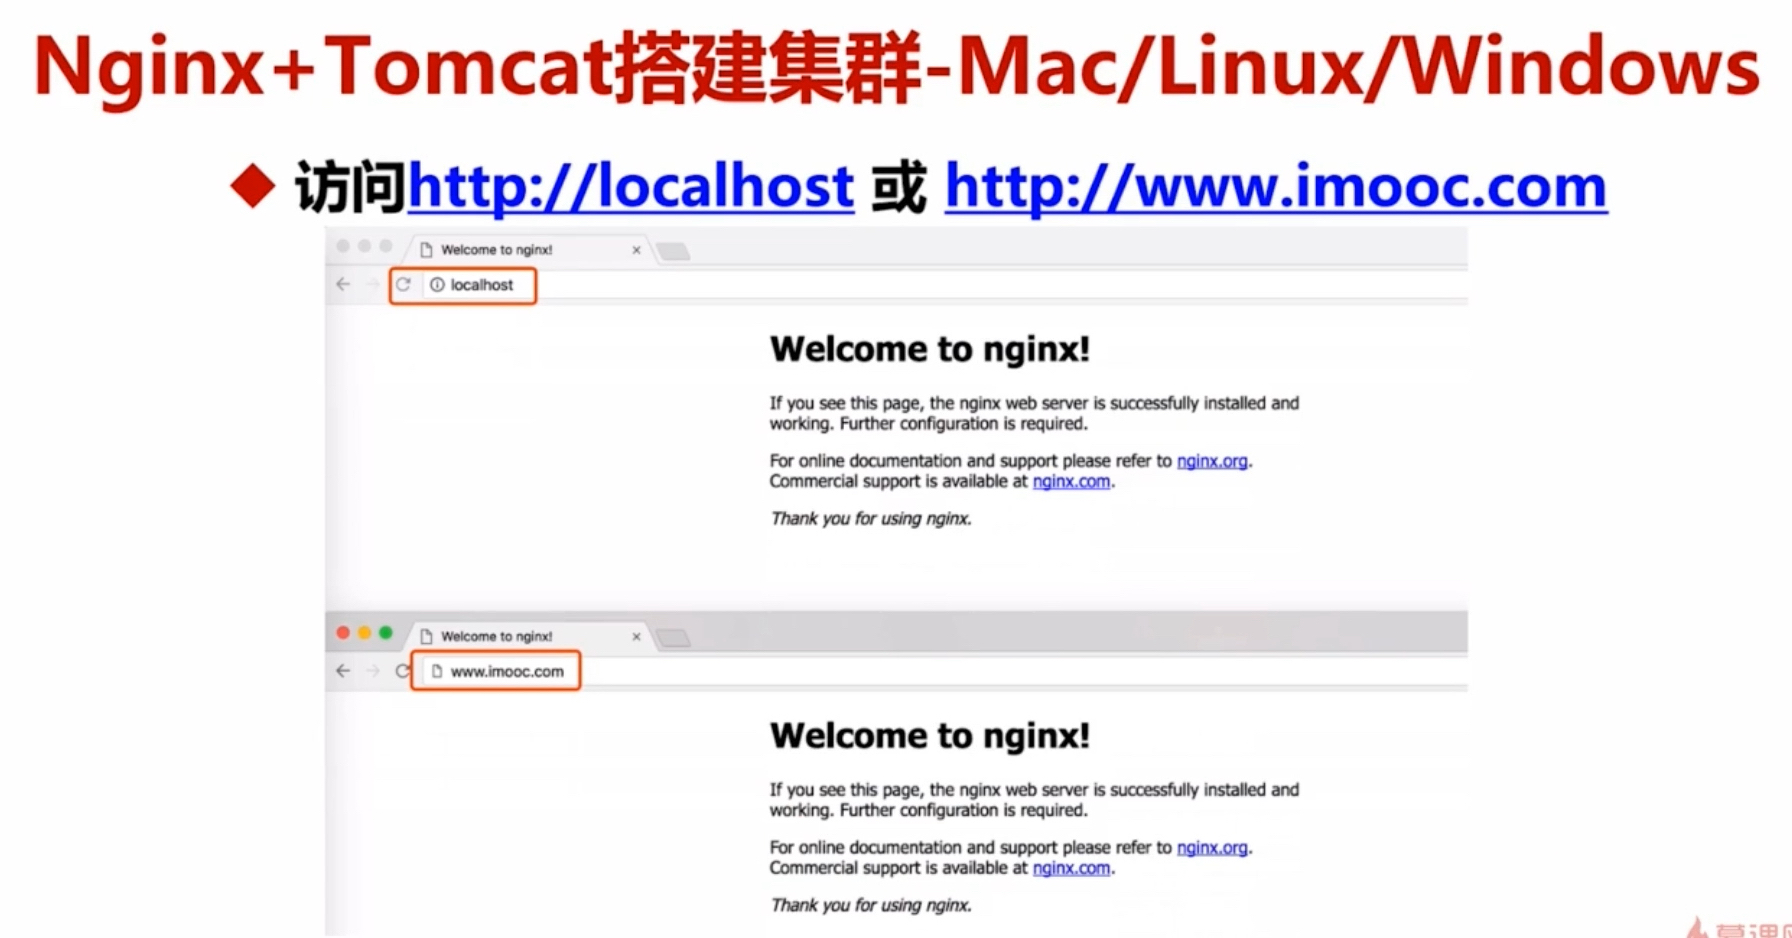 Nginx+Tomcat搭建集群-Mac/Linux/Windows
访问http://localhost 或 http://www.imooc.com
Welcome to nginx!
localhost
Welcome to nginx!
If you see this page, the nginx web server is successfully installed and
working. Further configuration is required.
For online documentation and support please refer to nginx.org.
Commercial support is available at nginx.com.
Thank you for using nginx.
Welcome to nginx!
www.imooc.com
Welcome to nginx!
If you see this page, the nginx web server is successfully installed and
working. Further configuration is required.
For online documentation and support please refer to nginx.org.
Commercial support is available at nginx.com.
Thank you for using nginx.